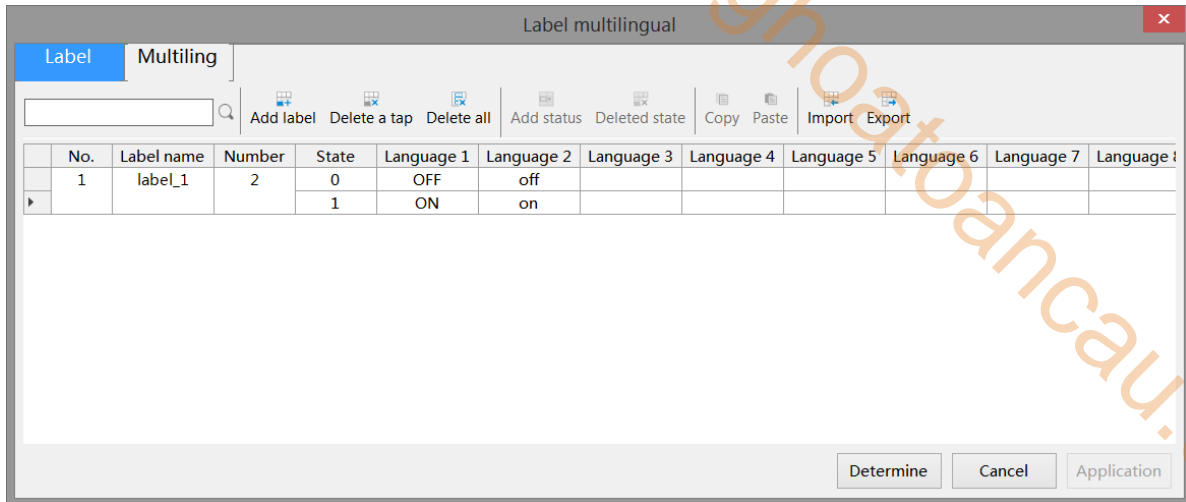 Label multilingual
Label Multiling
Add label Delete a tap Delete all Add status Deleted state Copy Paste Import Export
No. Label name Number State Language 1 Language 2 Language 3 Language 4 Language 5 Language 6 Language 7 Language
1 label_1 2 0 OFF off
1 ON on
Determine Cancel Application
hoatoancau.